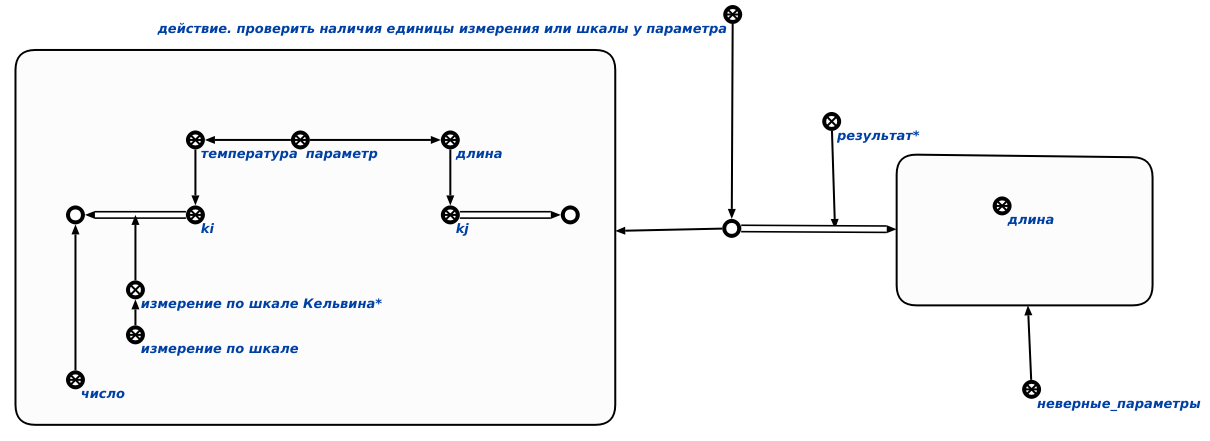 действие. проверить наличия единицы измерения или шкалы у параметра
результат*
температура параметр длина
длина
ki kj
измерение по шкале Кельвина*
измерение по шкале
число
неверные_параметры